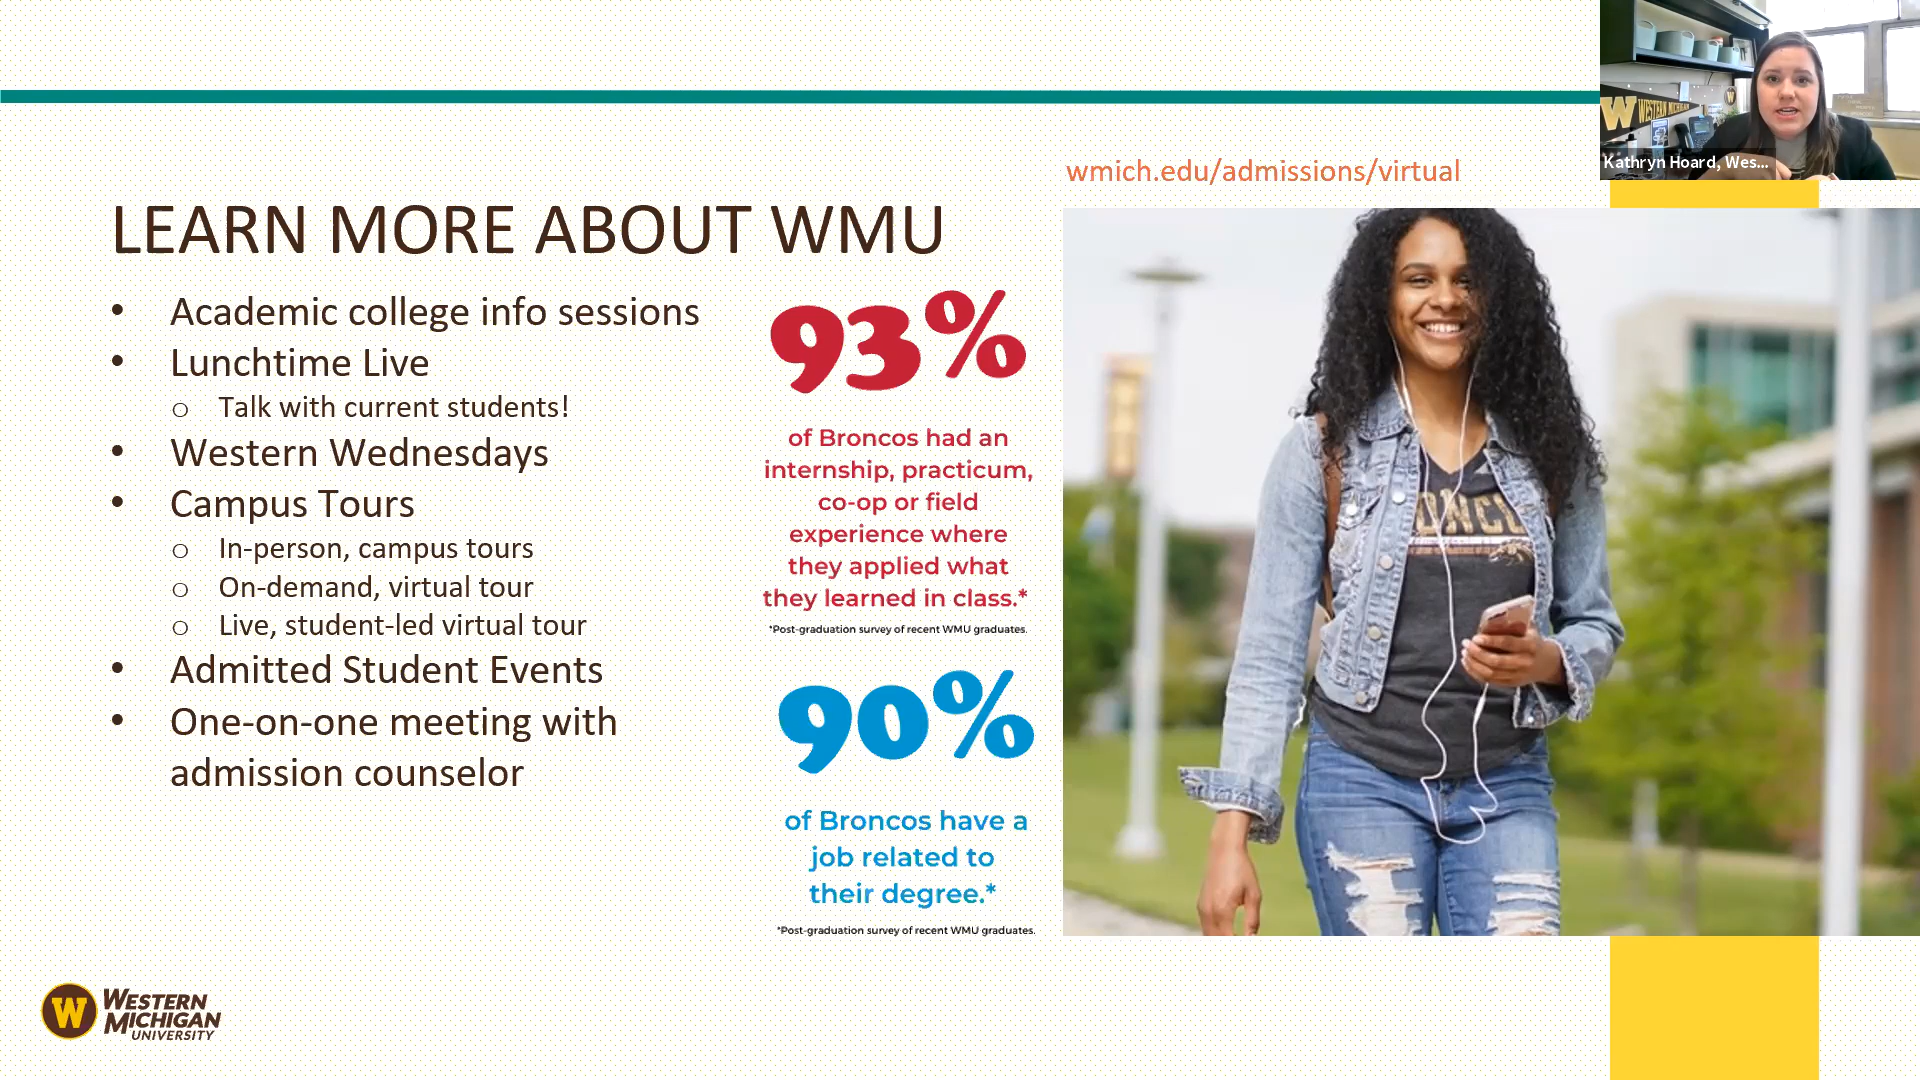 wmich.edu/admissions/virtual
W WESTERN MICHIGAN
W
Kathryn Hoard, Wes...
LEARN MORE ABOUT WMU
• Academic college info sessions
• Lunchtime Live
o Talk with current students!
• Western Wednesdays
• Campus Tours
o In-person, campus tours
o On-demand, virtual tour
o Live, student-led virtual tour
• Admitted Student Events
• One-on-one meeting with
admission counselor
93%
of Broncos had an
internship, practicum,
co-op or field
experience where
they applied what
they learned in class.*
*Post-graduation survey of recent WMU graduates.
90%
of Broncos have a
job related to
their degree.*
*Post-graduation survey of recent WMU graduates.
ONC
W WESTERN
MICHIGAN
UNIVERSITY